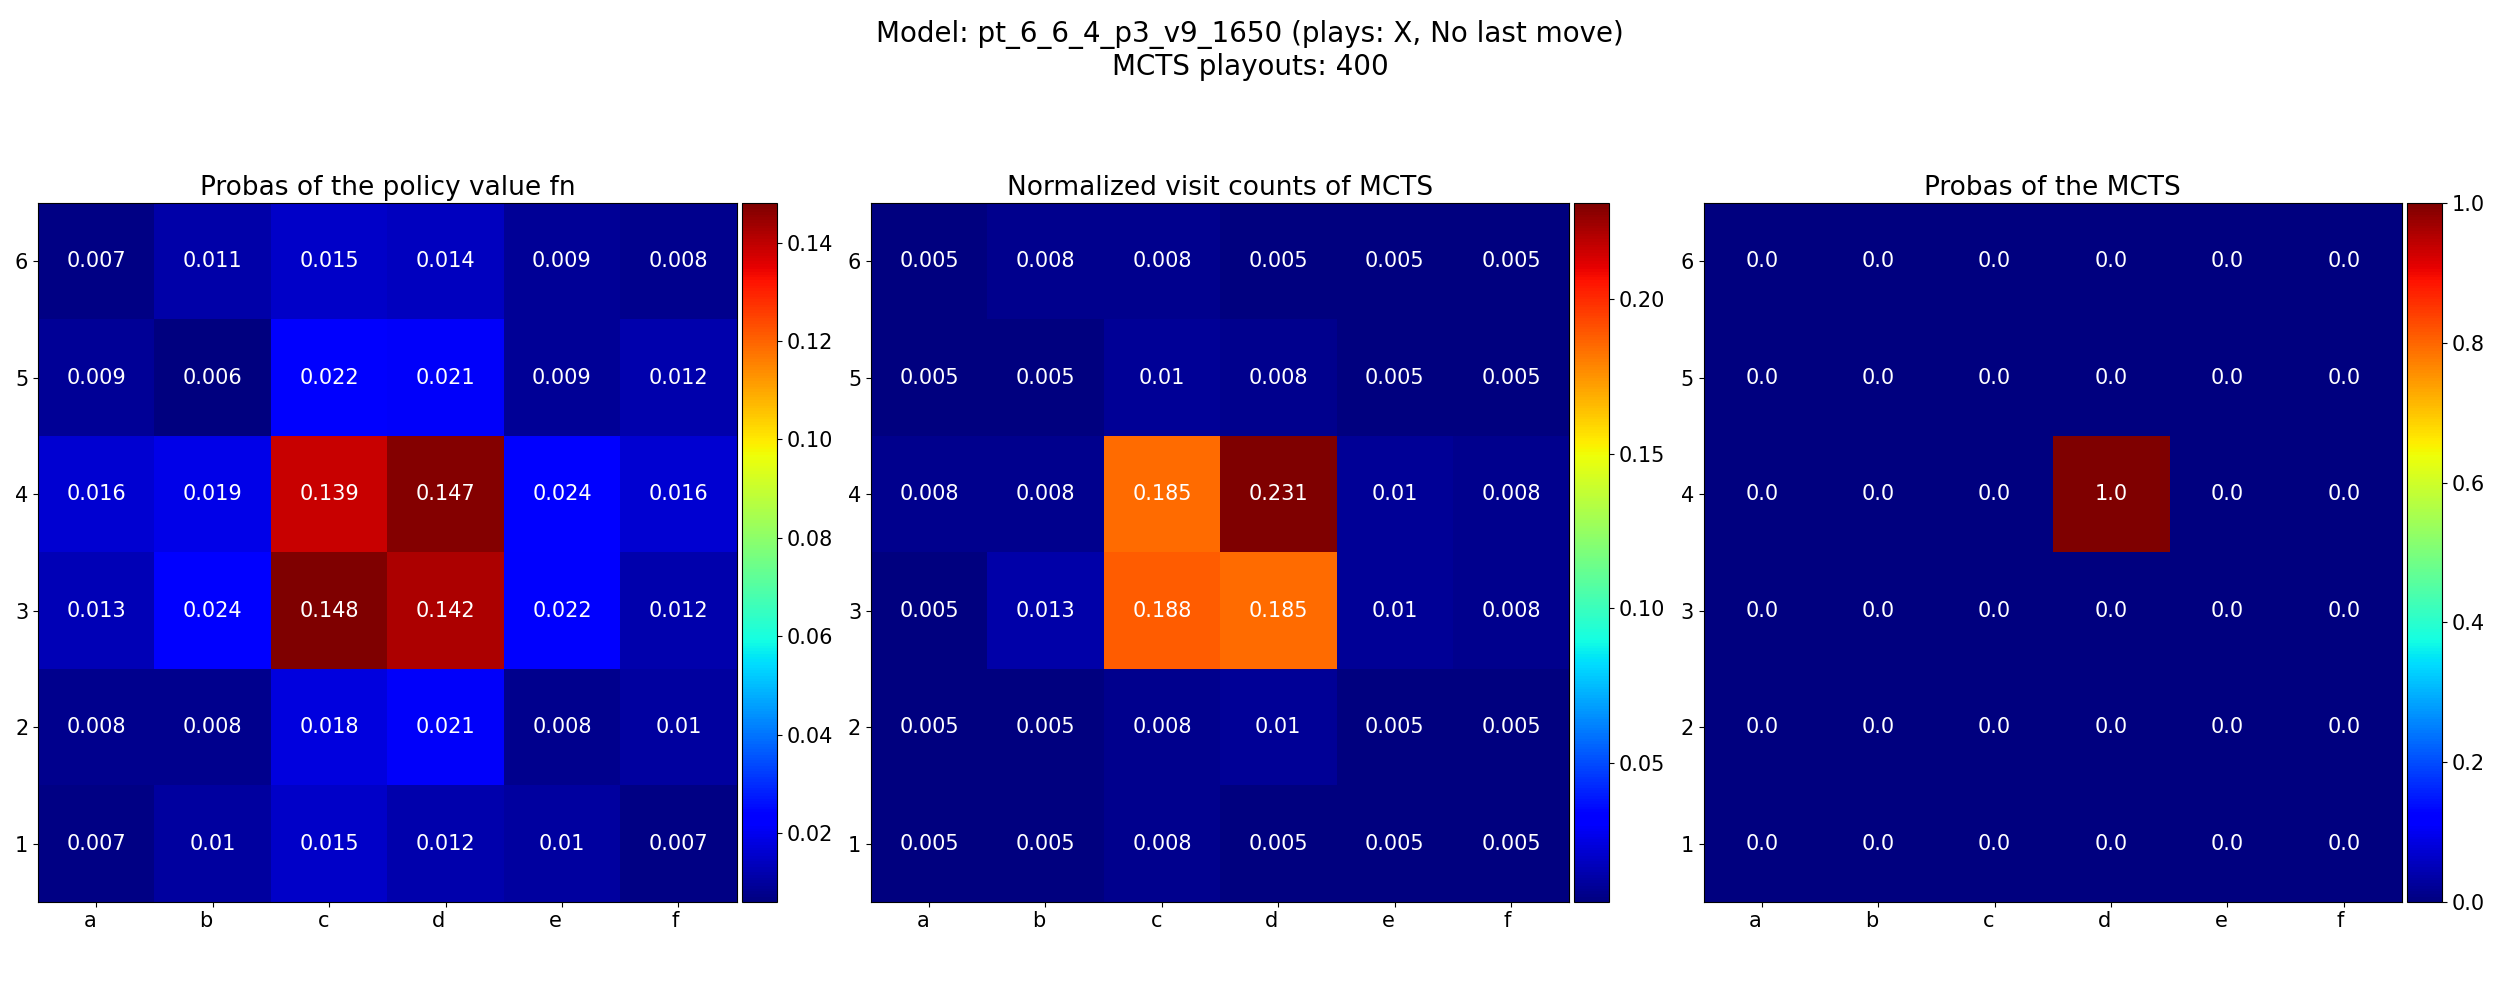 Model: pt_6_6_4_p3_v9_1650 (plays: X, No last move)
MCTS playouts: 400
Probas of the policy value fn
6 0.007 0.011 0.015 0.014 0.009 0.008
5 0.009 0.006 0.022 0.021 0.009 0.012
4 0.016 0.019 0.139 0.147 0.024 0.016
3 0.013 0.024 0.148 0.142 0.022 0.012
2 0.008 0.008 0.018 0.021 0.008 0.01
1 0.007 0.01 0.015 0.012 0.01 0.007
a b c d e f
0.14
0.12
0.10
0.08
0.06
0.04
0.02
Normalized visit counts of MCTS
6 0.005 0.008 0.008 0.005 0.005 0.005
5 0.005 0.005 0.01 0.008 0.005 0.005
4 0.008 0.008 0.185 0.231 0.01 0.008
3 0.005 0.013 0.188 0.185 0.01 0.008
2 0.005 0.005 0.008 0.01 0.005 0.005
1 0.005 0.005 0.008 0.005 0.005 0.005
a b c d e f
0.20
0.15
0.10
0.05
Probas of the MCTS
6 0.0 0.0 0.0 0.0 0.0 0.0
5 0.0 0.0 0.0 0.0 0.0 0.0
4 0.0 0.0 0.0 1.0 0.0 0.0
3 0.0 0.0 0.0 0.0 0.0 0.0
2 0.0 0.0 0.0 0.0 0.0 0.0
1 0.0 0.0 0.0 0.0 0.0 0.0
a b c d e f
1.0
0.8
0.6
0.4
0.2
0.0